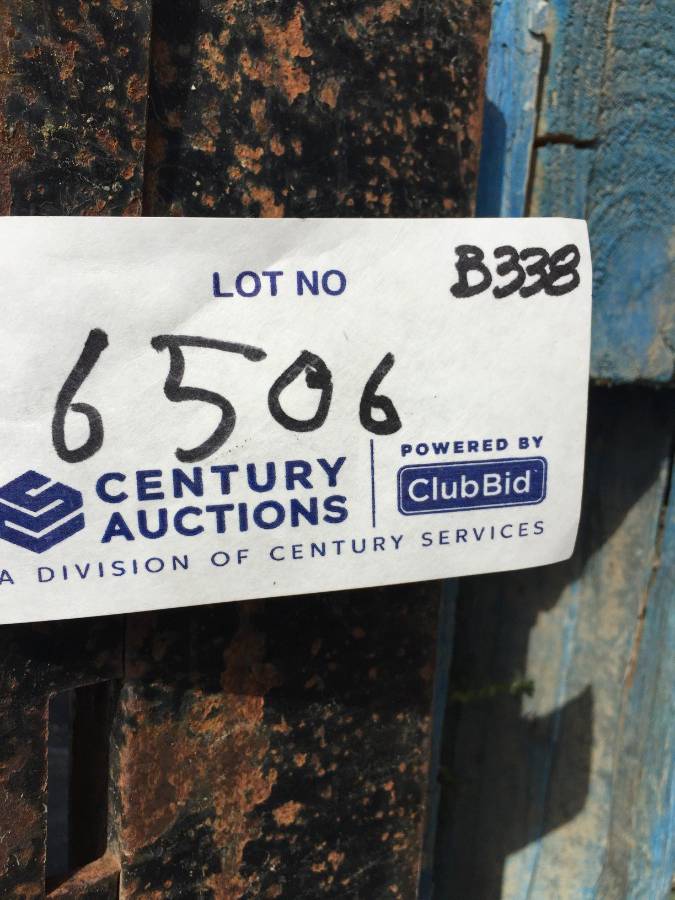 B338
LOT NO
6506
CENTURY
AUCTIONS
POWERED BY
ClubBid
A DIVISION OF CENTURY SERVICES